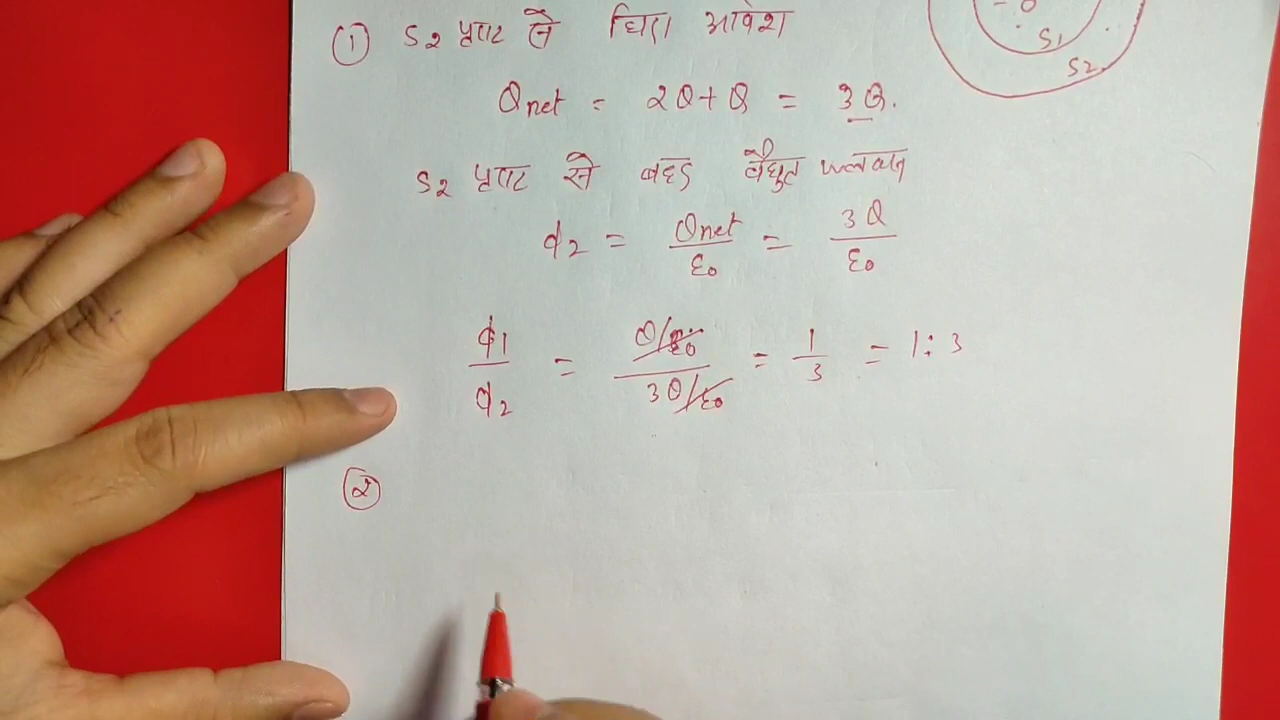 ① S2 पृष्ठ से घिरा आवेश
Qnet = 2Q + Q = 3Q.
S2 पृष्ठ से बद्ध वैद्युत फ्लक्स
ϕ2 = Qnet/ε0 = 3Q/ε0
ϕ1/ϕ2 = Q/ε0 / 3Q/ε0 = 1/3 = 1:3
②
Q
S1
S2